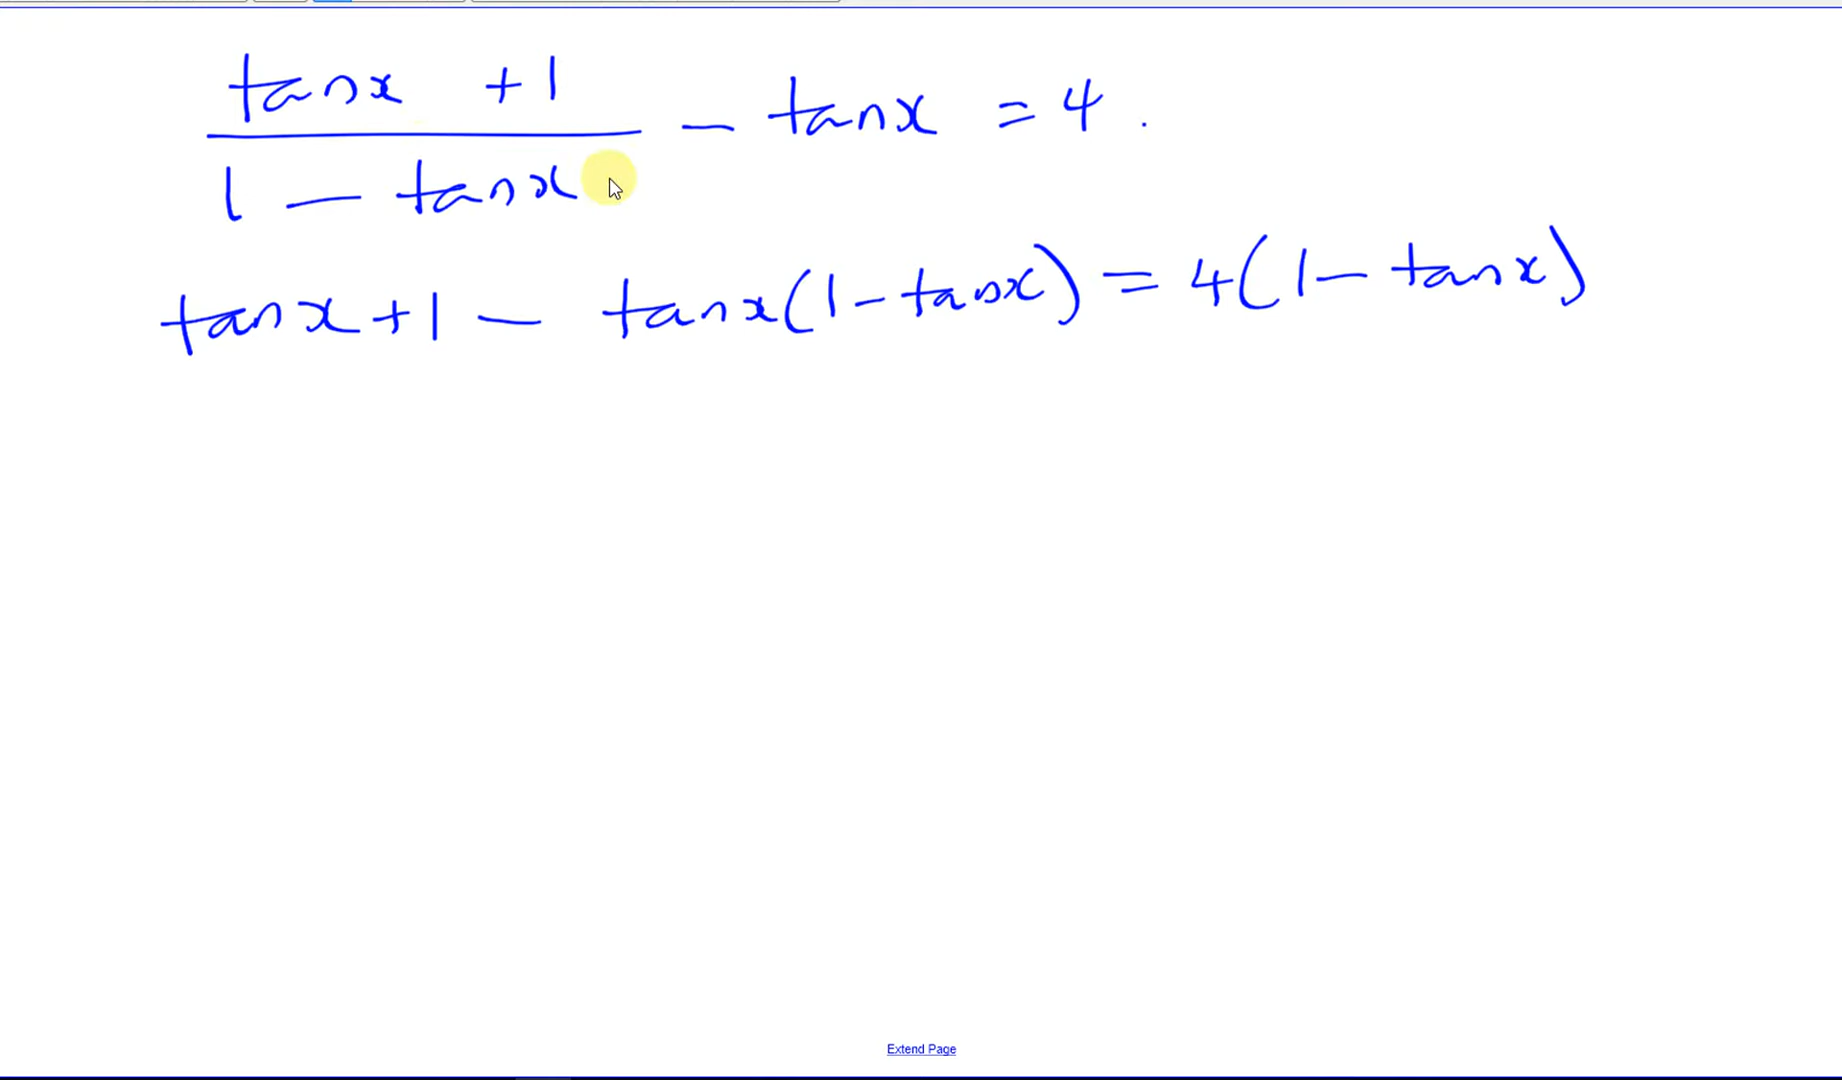 tanx +1
1 - tanx
- tanx = 4 .
tanx + 1 - tanx(1 - tanx) = 4(1 - tanx)
Extend Page